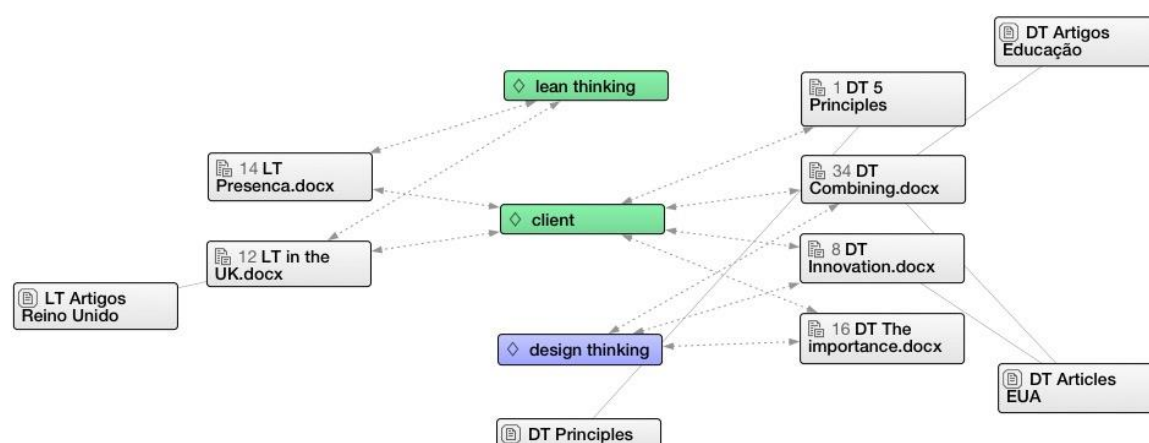 DT Artigos
Educação
lean thinking
1 DT 5
Principles
14 LT
Presenca.docx
34 DT
Combining.docx
client
12 LT in the
UK.docx
8 DT
Innovation.docx
LT Artigos
Reino Unido
design thinking
16 DT The
importance.docx
DT Articles
EUA
DT Principles